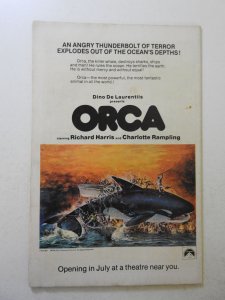 AN ANGRY THUNDERBOLT OF TERROR
EXPLODES OUT OF THE OCEAN'S DEPTHS!
Orca, the killer whale, destroys sharks, ships
and men! He rules the ocean. He terrifies the earth.
He is without mercy and without equal!
Orca—the most powerful, the most fantastic
animal in all the world!
Dino De Laurentiis
presents
ORCA
starring Richard Harris and Charlotte Rampling
Opening in July at a theatre near you.